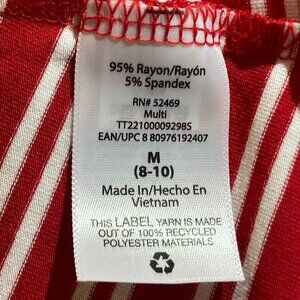 95% Rayon/Rayón
5% Spandex
RN# 52469
Multi
TT221000092985
EAN/UPC 8 80976192407
M
(8-10)
Made In/Hecho En
Vietnam
THIS LABEL YARN IS MADE
OUT OF 100% RECYCLED
POLYESTER MATERIALS